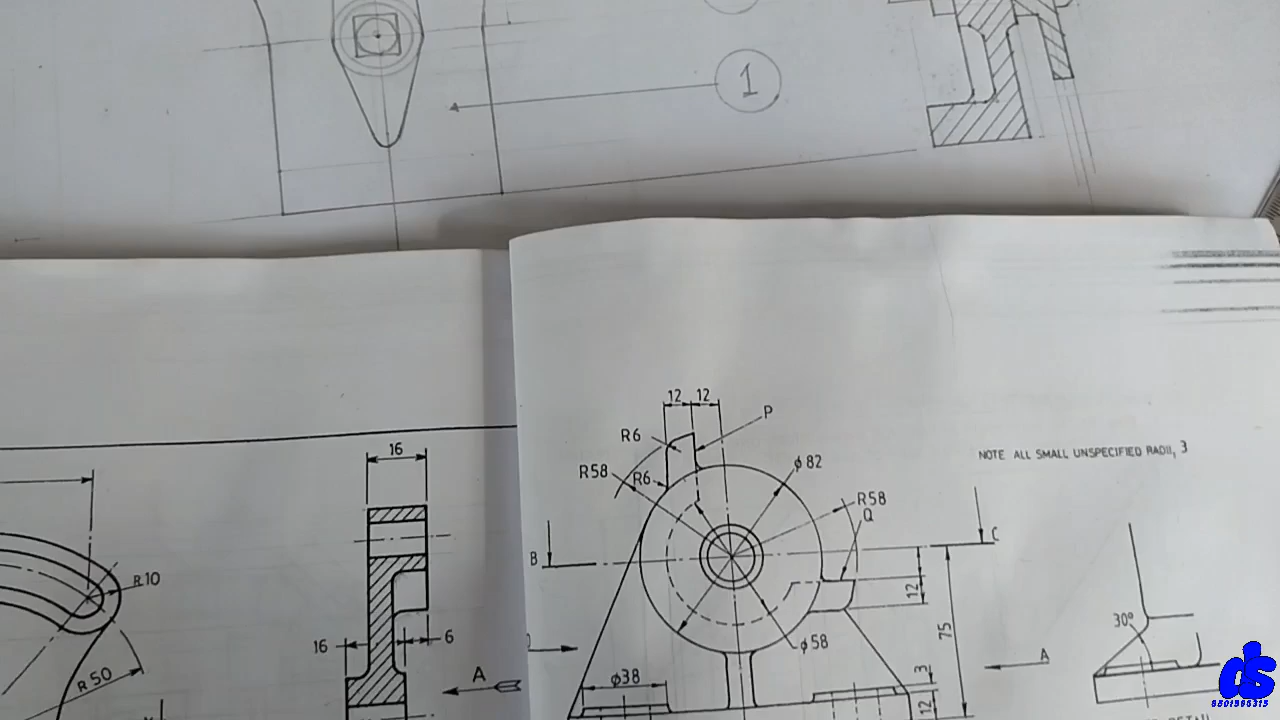 1
12 12
P
R6
R58
R6
φ82
R58
Q
NOTE ALL SMALL UNSPECIFIED RADII, 3
16
B
C
12
R10
75
30°
16
6
φ58
A
A
R50
φ38
3
12